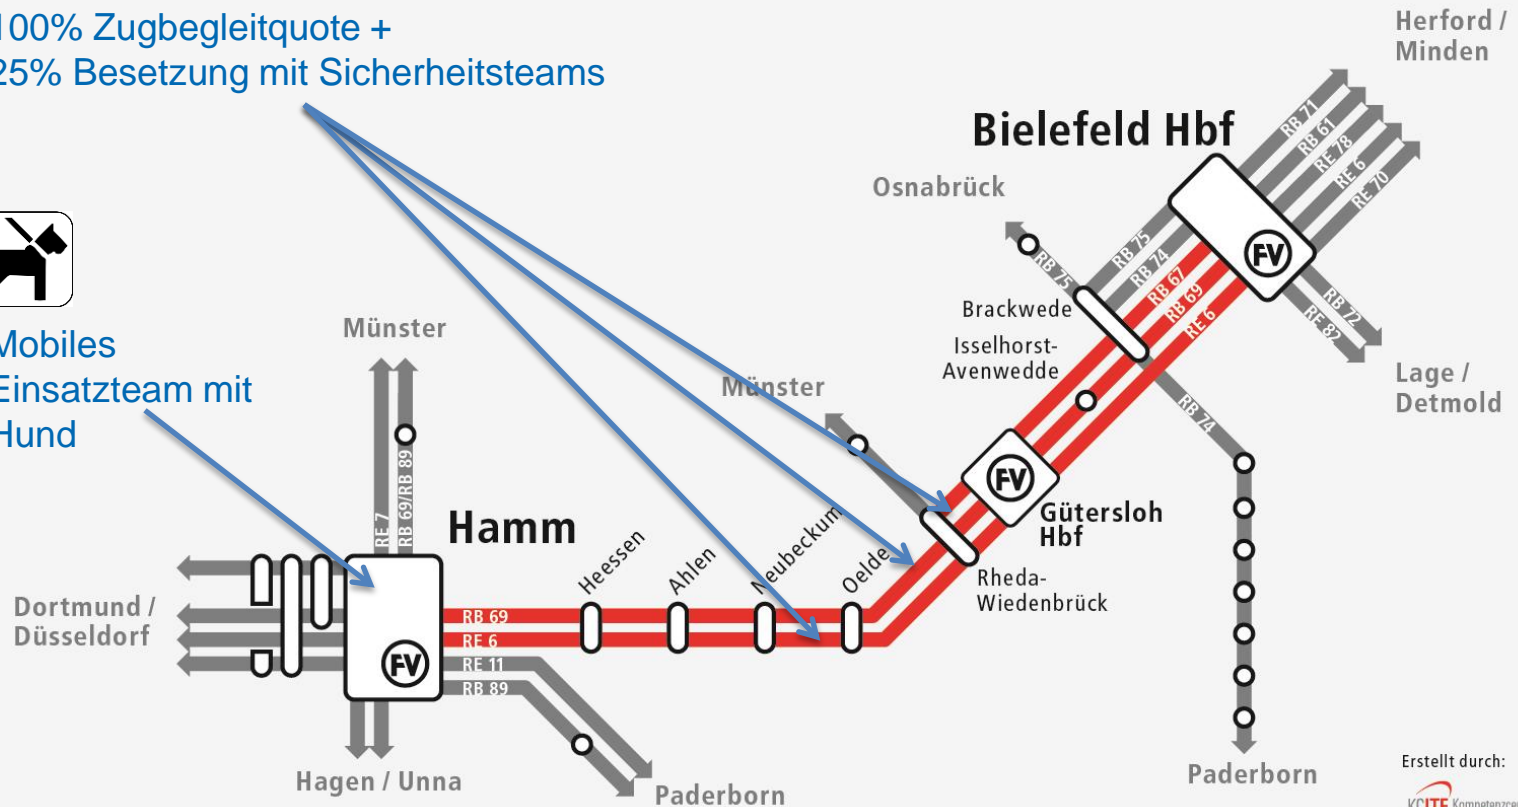 100% Zugbegleitquote +
25% Besetzung mit Sicherheitsteams
Herford /
Minden
Bielefeld Hbf
RB 71
RB 61
RE 78
RE 6
RE 70
Osnabrück
RB 75
RB 75
RB 74
RB 67
RB 69
RE 6
FV
RB 72
RE 82
Brackwede
Isselhorst-
Avenwedde
Lage /
Detmold
Mobiles
Einsatzteam mit
Hund
Münster
Münster
RB 74
RE 7
RB 69/RB 89
FV
Gütersloh
Hbf
Hamm
Heessen
Ahlen
Neubeckum
Oelde
Rheda-
Wiedenbrück
Dortmund /
Düsseldorf
RB 69
RE 6
RE 11
RB 89
FV
Hagen / Unna
Paderborn
Paderborn
Erstellt durch:
KCITF